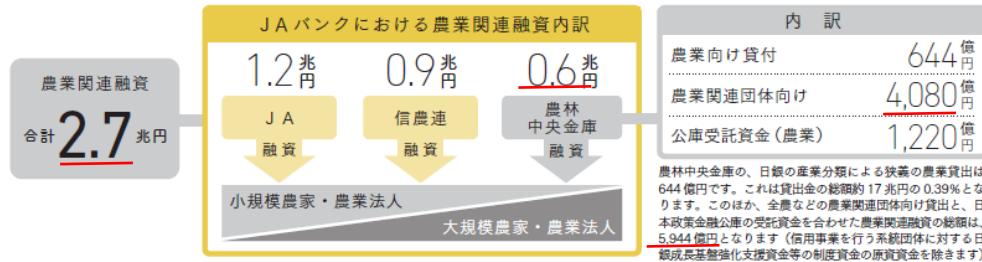 農業関連融資
合計2.7兆円
JAバンクにおける農業関連融資内訳
1.2兆円
0.9兆円
0.6兆円
JA
信農連
農林
中央金庫
融資
融資
融資
小規模農家・農業法人
大規模農家・農業法人
内訳
農業向け貸付 644億円
農業関連団体向け 4,080億円
公庫受託資金(農業) 1,220億円
農林中央金庫の、日銀の産業分類による狭義の農業貸出は
644億円です。これは貸出金の総額約17兆円の0.39%とな
ります。このほか、全農などの農業関連団体向け貸出と、日
本政策金融公庫の受託資金を合わせた農業関連融資の総額は、
5,944億円となります(信用事業を行う系統団体に対する日
銀成長基盤強化支援資金等の制度資金の原資資金を除きます)